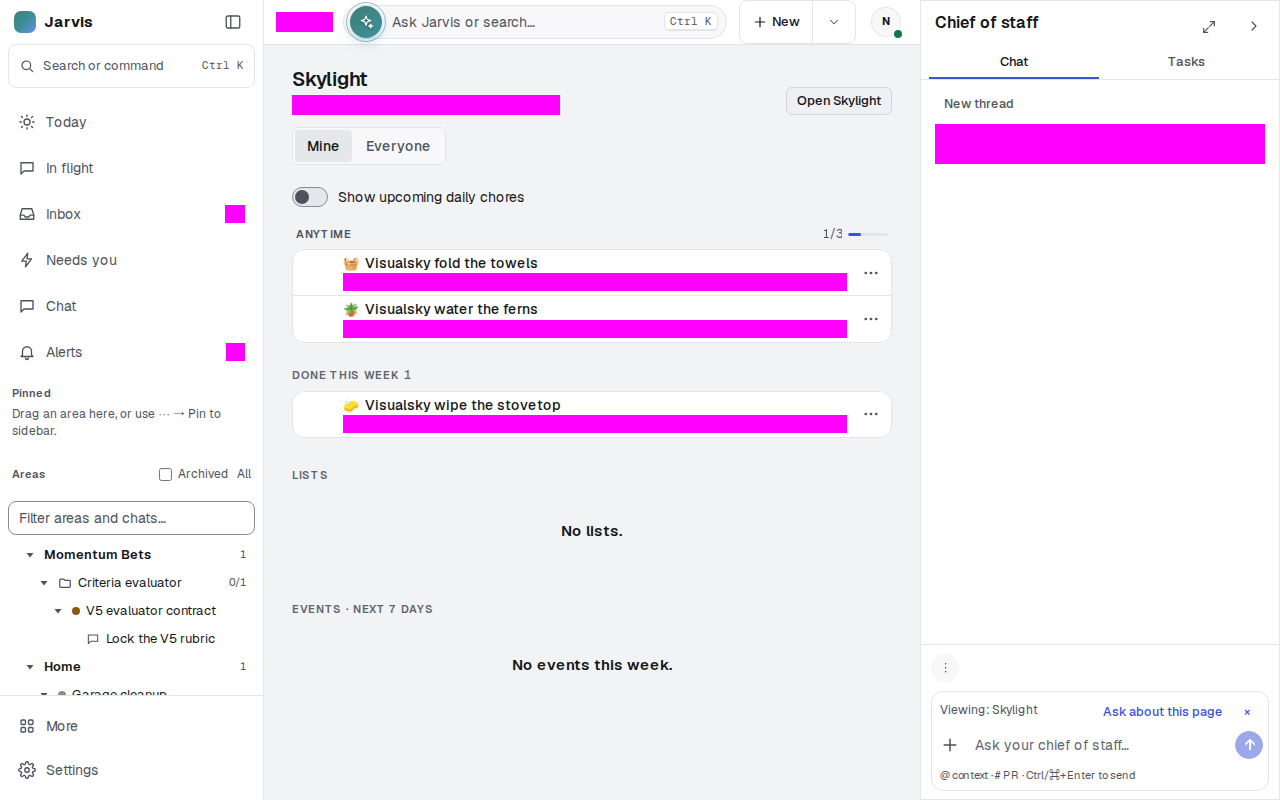 Jarvis
Search or command Ctrl K
Today
In flight
Inbox
Needs you
Chat
Alerts
Pinned
Drag an area here, or use ··· → Pin to
sidebar.
Areas Archived All
Filter areas and chats…
Momentum Bets 1
Criteria evaluator 0/1
V5 evaluator contract
Lock the V5 rubric
Home 1
Garage cleanup
More
Settings
Ask Jarvis or search… Ctrl K
New
N
Skylight
Open Skylight
Mine Everyone
Show upcoming daily chores
ANYTIME 1/3
Visualsky fold the towels
Visualsky water the ferns
DONE THIS WEEK 1
Visualsky wipe the stovetop
LISTS
No lists.
EVENTS · NEXT 7 DAYS
No events this week.
Chief of staff
Chat Tasks
New thread
Viewing: Skylight Ask about this page ×
Ask your chief of staff…
@ context · # PR · Ctrl/⌘+Enter to send